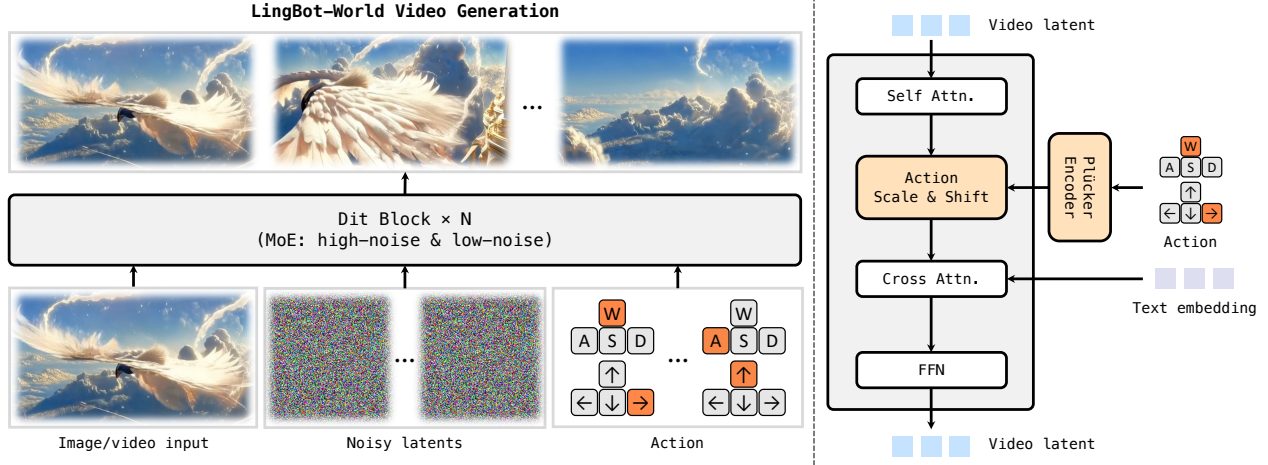 LingBot-World Video Generation
...
Dit Block × N
(MoE: high-noise & low-noise)
...
W
A S D
↑
← ↓ →
...
W
A S D
↑
← ↓ →
Image/video input
Noisy latents
Action
Video latent
Self Attn.
Action
Scale & Shift
Plücker
Encoder
W
A S D
↑
← ↓ →
Action
Cross Attn.
Text embedding
FFN
Video latent